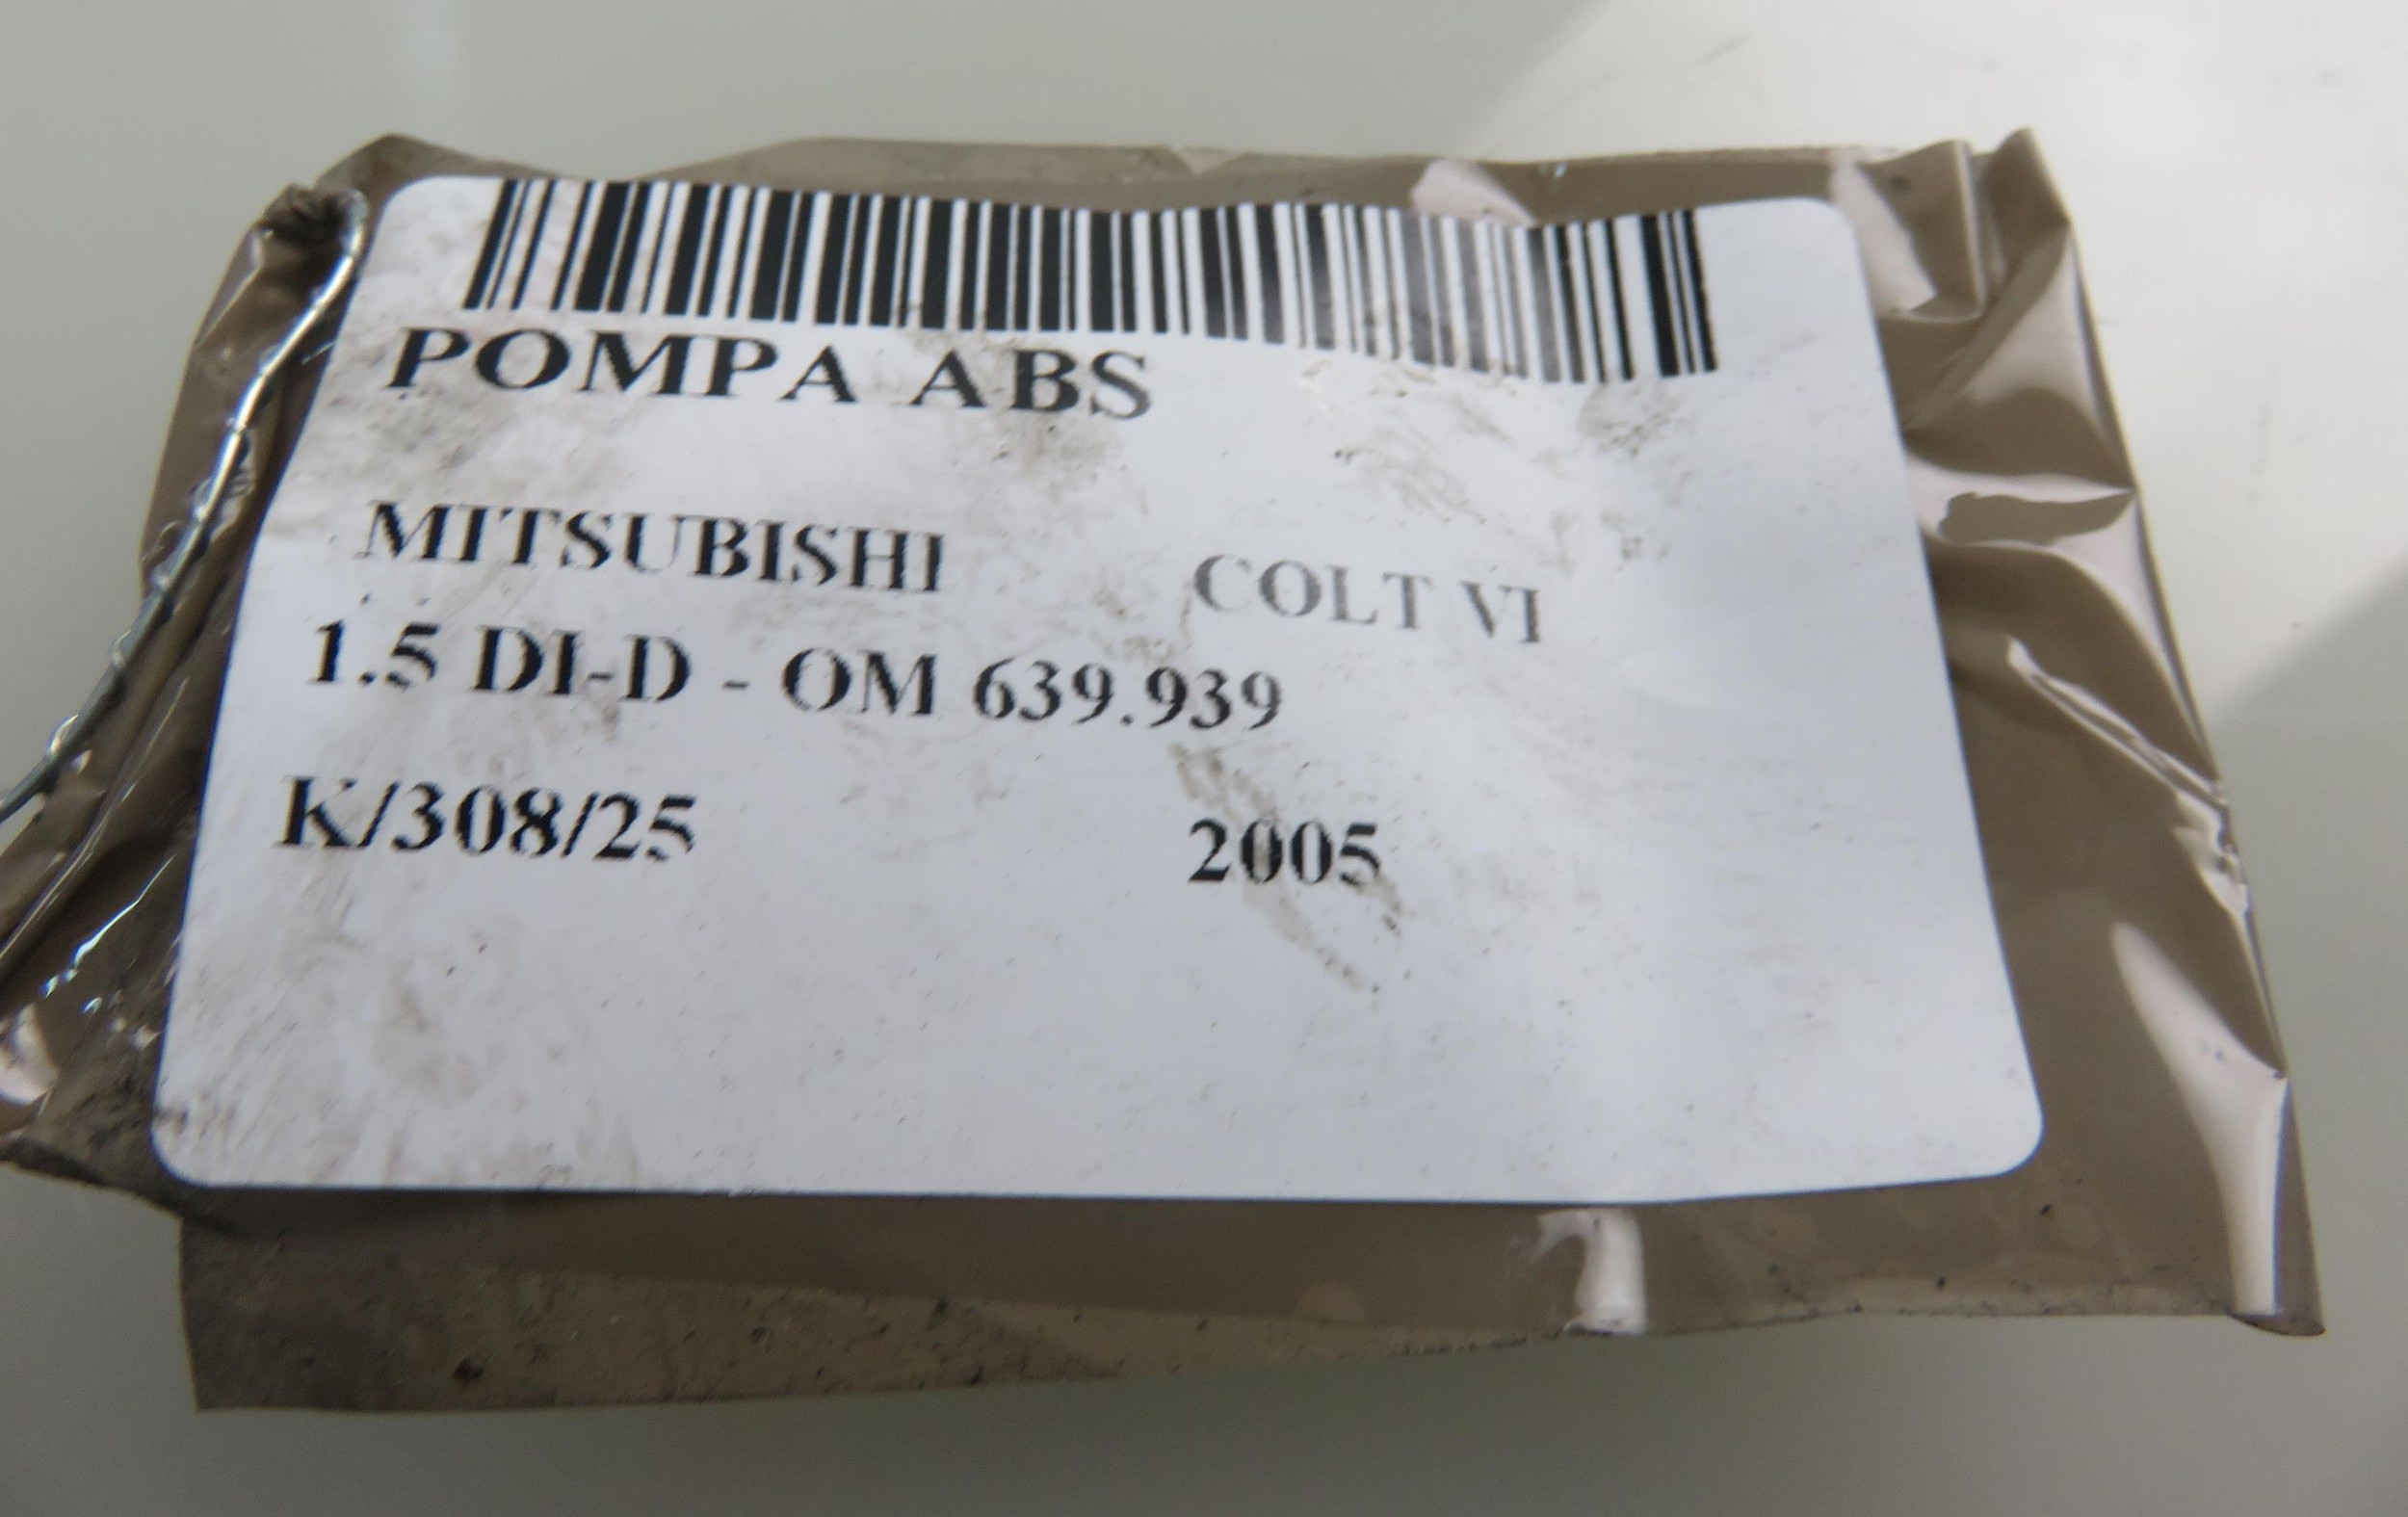 POMPA ABS
MITSUBISHI COLT VI
1.5 DI-D - OM 639.939
K/308/25 2005